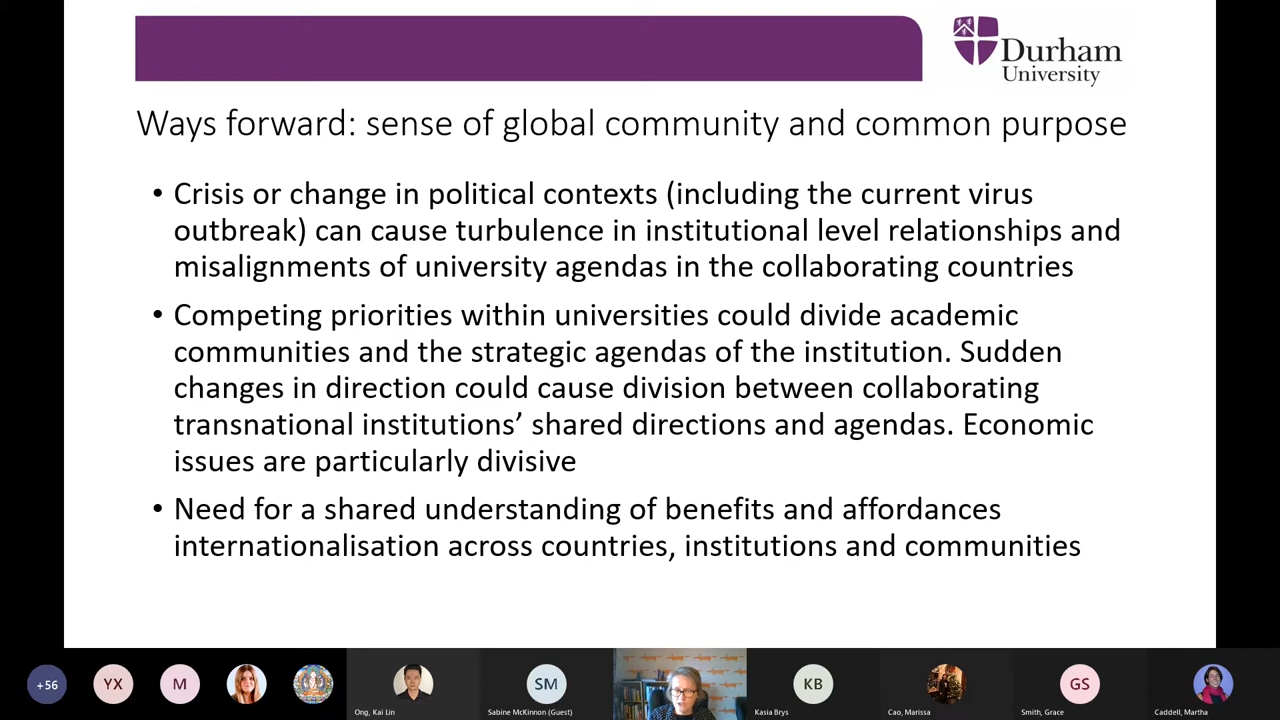 Durham
University
Ways forward: sense of global community and common purpose
• Crisis or change in political contexts (including the current virus
outbreak) can cause turbulence in institutional level relationships and
misalignments of university agendas in the collaborating countries
• Competing priorities within universities could divide academic
communities and the strategic agendas of the institution. Sudden
changes in direction could cause division between collaborating
transnational institutions’ shared directions and agendas. Economic
issues are particularly divisive
• Need for a shared understanding of benefits and affordances
internationalisation across countries, institutions and communities
+56
YX
M
SM
KB
GS
Ong, Kai Lin
Sabine McKinnon (Guest)
Kasia Brys
Cao, Marissa
Smith, Grace
Caddell, Martha